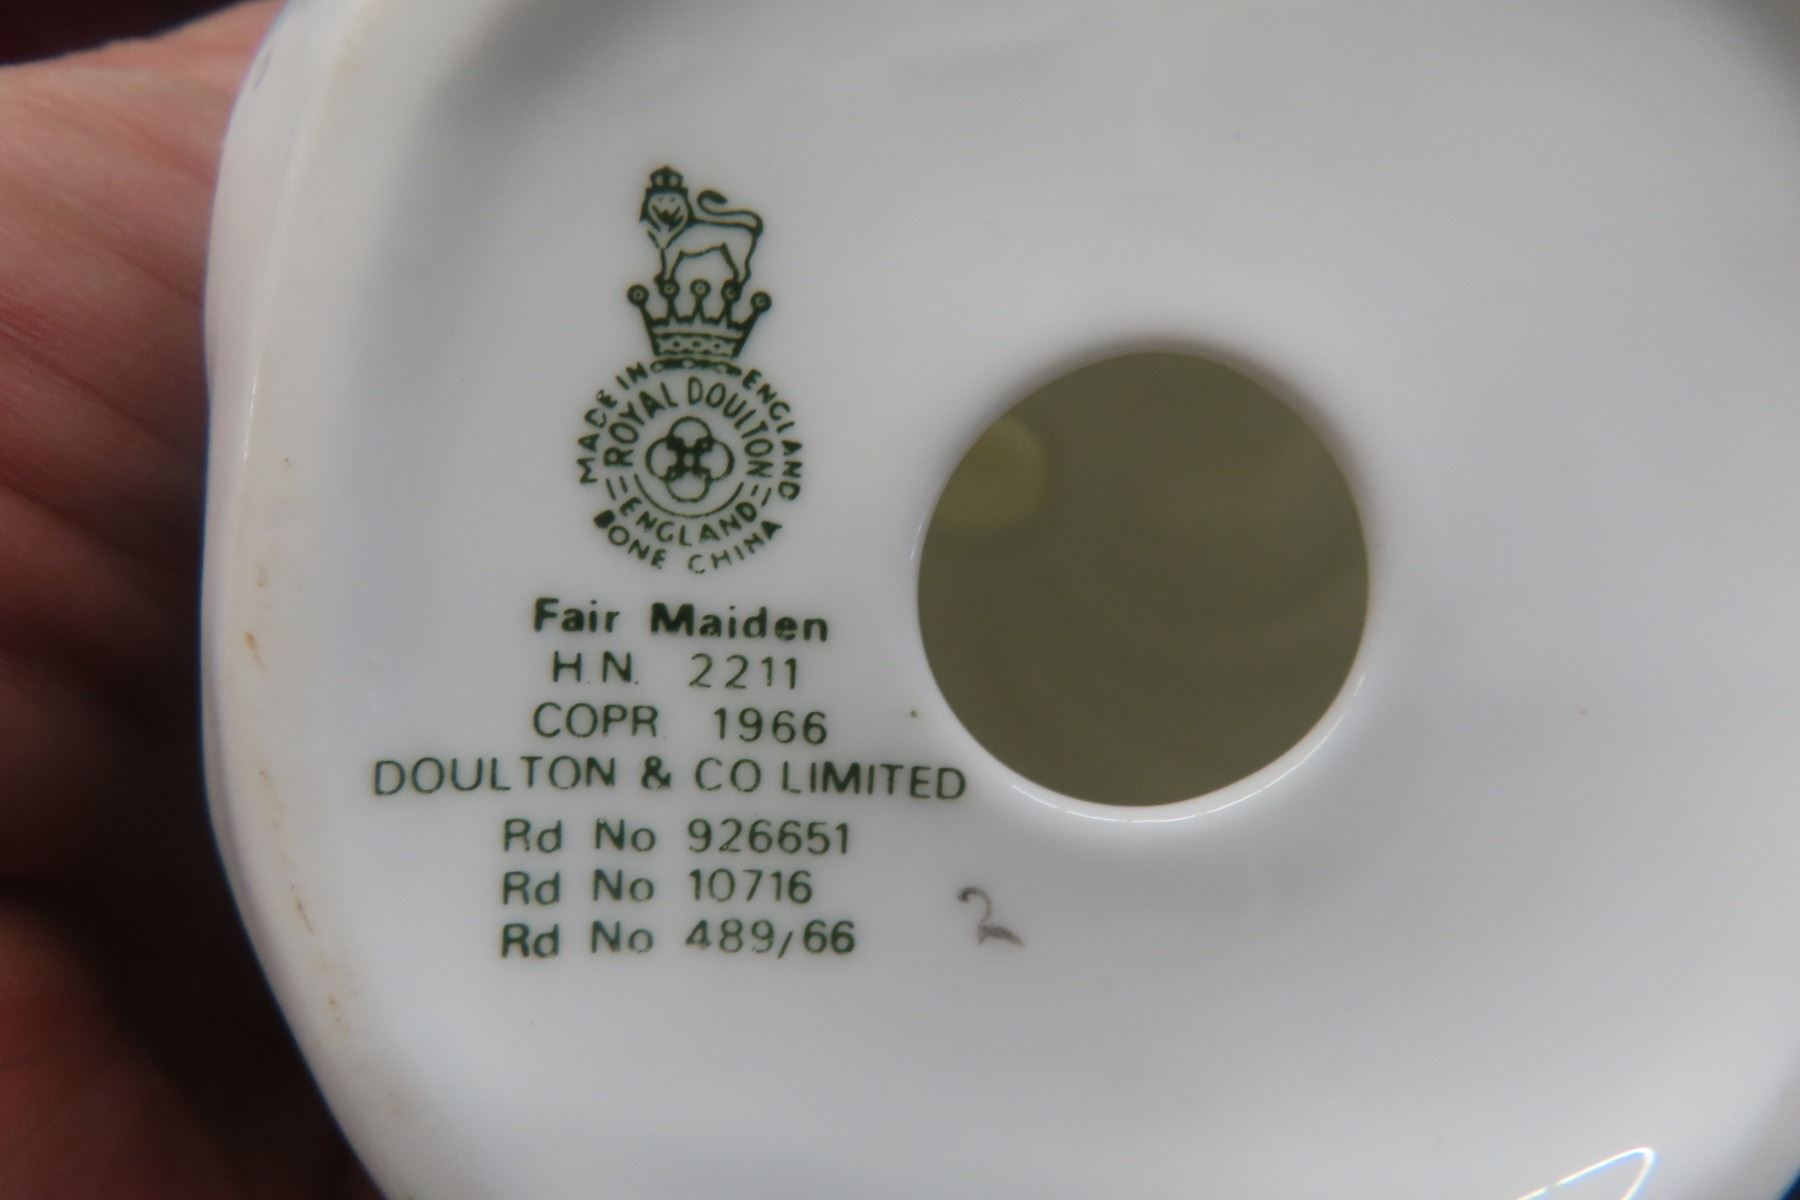 MADE IN ENGLAND
ROYAL DOULTON
ENGLAND
BONE CHINA
Fair Maiden
H.N. 2211
COPR. 1966
DOULTON & CO LIMITED
Rd No 926651
Rd No 10716
Rd No 489/66
2